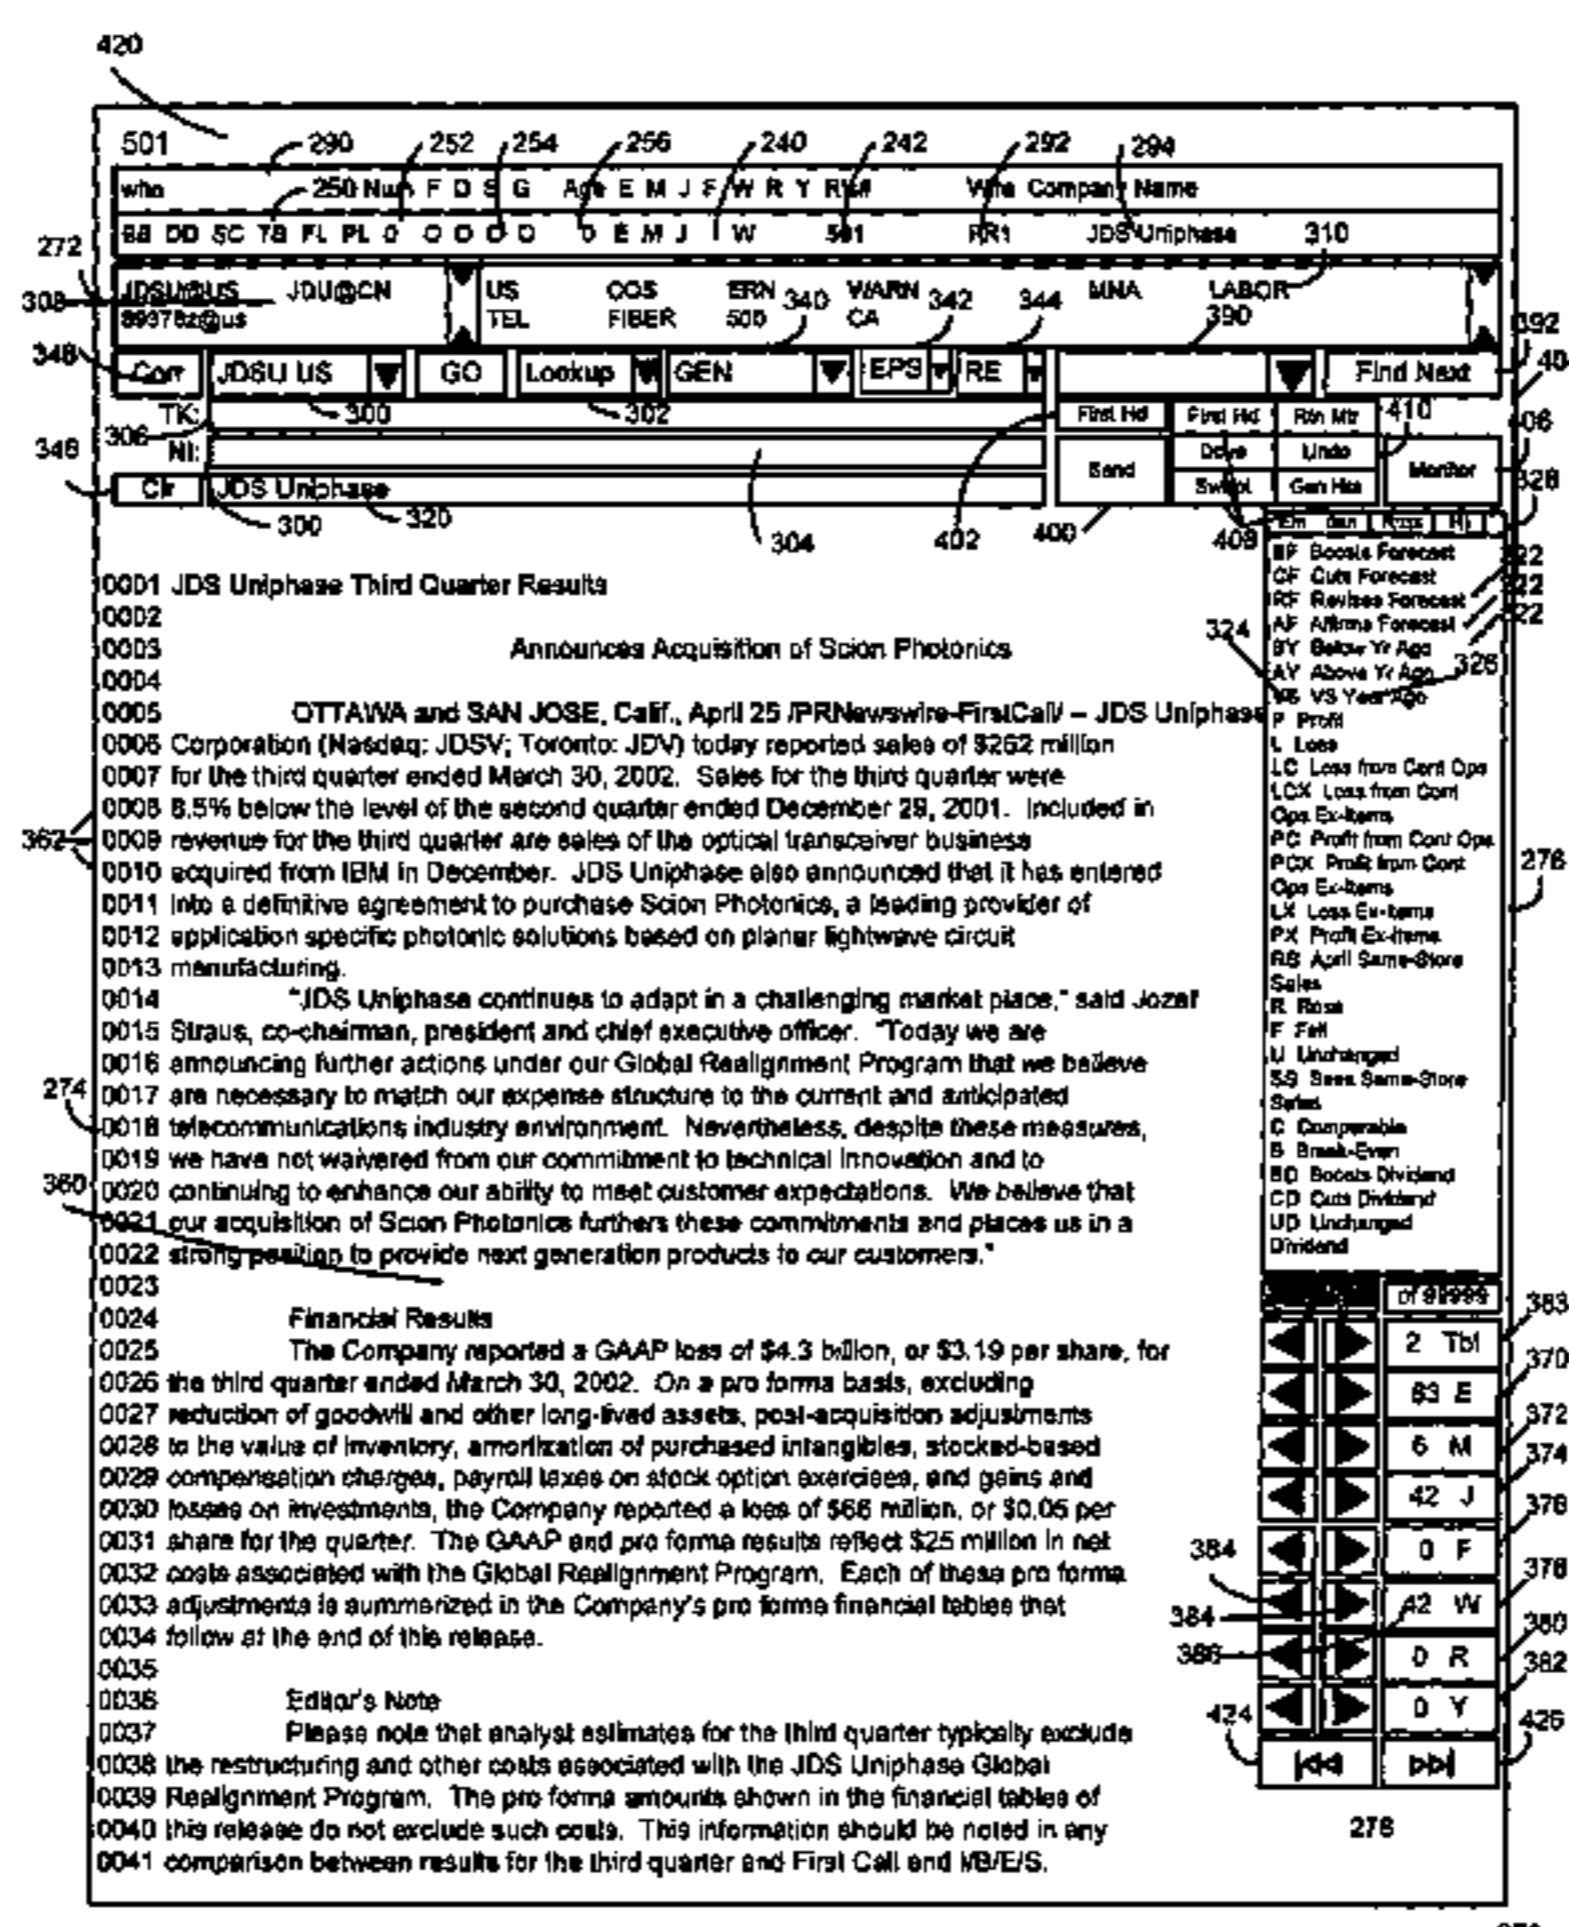 420
501 290 252 254 256 240 242 292 294
who 250 Num F D S G Age E M J F W R Y RW# Wire Company Name
BB DD SC TB FL PL 0 0 0 0 0 0 E M J W 501 PR1 JDS Uniphase 310
272
JDSU@US JDU@CN US COS ERN WARN MNA LABOR
308 89378z@us TEL FIBER 500 340 CA 342 344 390 392
348 Corr JDSU US GO Lookup GEN EPS RE Find Next 404
TK: 300 302 First Hd First Hd Rtn Mtr 410
306 406
346 NI: Send Dove Undo Monitor
Clr JDS Uniphase Gen Hds 328
300 320 304 402 400 408
BF Boosts Forecast
CF Cuts Forecast 322
RF Revises Forecast 322
AF Affirms Forecast 322
324 BY Below Yr Ago
AY Above Yr Ago 326
VS VS Year Ago
P Profit
L Loss
LC Loss from Cont Ops
LCX Loss from Cont
Ops Ex-Items
PC Profit from Cont Ops
PCX Profit from Cont
Ops Ex-Items
LX Loss Ex-Items
PX Profit Ex-Items
RS April Same-Store
Sales
R Rose
F Fell
U Unchanged
SS Sees Same-Store
Sales
C Comparable
B Break-Even
BD Boosts Dividend
CD Cuts Dividend
UD Unchanged
Dividend
276
0001 JDS Uniphase Third Quarter Results
0002
0003 Announces Acquisition of Scion Photonics
0004
0005 OTTAWA and SAN JOSE, Calif., April 25 /PRNewswire-FirstCall/ – JDS Uniphase
0006 Corporation (Nasdaq: JDSV; Toronto: JDV) today reported sales of $262 million
0007 for the third quarter ended March 30, 2002. Sales for the third quarter were
0008 8.5% below the level of the second quarter ended December 29, 2001. Included in
362 0009 revenue for the third quarter are sales of the optical transceiver business
0010 acquired from IBM in December. JDS Uniphase also announced that it has entered
0011 into a definitive agreement to purchase Scion Photonics, a leading provider of
0012 application specific photonic solutions based on planar lightwave circuit
0013 manufacturing.
0014 "JDS Uniphase continues to adapt in a challenging market place," said Jozef
0015 Straus, co-chairman, president and chief executive officer. "Today we are
0016 announcing further actions under our Global Realignment Program that we believe
274 0017 are necessary to match our expense structure to the current and anticipated
0018 telecommunications industry environment. Nevertheless, despite these measures,
0019 we have not waivered from our commitment to technical innovation and to
360 0020 continuing to enhance our ability to meet customer expectations. We believe that
0021 our acquisition of Scion Photonics furthers these commitments and places us in a
0022 strong position to provide next generation products to our customers."
0023
0024 Financial Results
0025 The Company reported a GAAP loss of $4.3 billion, or $3.19 per share, for
0026 the third quarter ended March 30, 2002. On a pro forma basis, excluding
0027 reduction of goodwill and other long-lived assets, post-acquisition adjustments
0028 to the value of inventory, amortization of purchased intangibles, stocked-based
0029 compensation charges, payroll taxes on stock option exercises, and gains and
0030 losses on investments, the Company reported a loss of $66 million, or $0.05 per
0031 share for the quarter. The GAAP and pro forma results reflect $25 million in net
0032 costs associated with the Global Realignment Program. Each of these pro forma
0033 adjustments is summarized in the Company's pro forma financial tables that
0034 follow at the end of this release.
0035
0036 Editor's Note
0037 Please note that analyst estimates for the third quarter typically exclude
0038 the restructuring and other costs associated with the JDS Uniphase Global
0039 Realignment Program. The pro forma amounts shown in the financial tables of
0040 this release do not exclude such costs. This information should be noted in any
0041 comparison between results for the third quarter and First Call and I/B/E/S.
of 99999
2 Tbl 383
63 E 370
6 M 372
42 J 374
384 0 F 376
384 42 W 378
386 0 R 380
0 Y 382
424 426
276